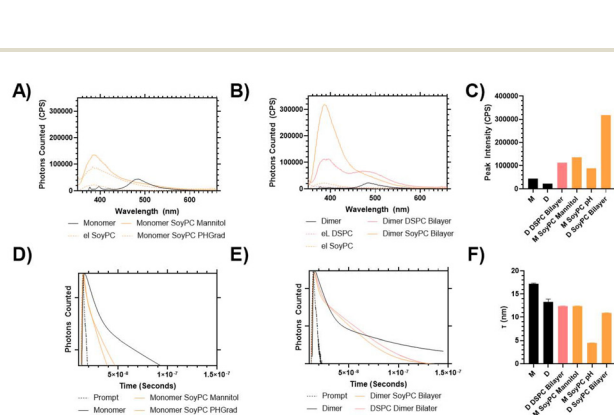 A)
Photons Counted (CPS)
300000
200000
100000
0
400 500 600
Wavelength (nm)
Monomer Monomer SoyPC Mannitol
el SoyPC Monomer SoyPC PHGrad
B)
Photons Counted (CPS)
300000
200000
100000
0
400 500 600
Wavelength (nm)
Dimer Dimer DSPC Bilayer
eL DSPC Dimer SoyPC Bilayer
el SoyPC
C)
Peak Intensity (CPS)
400000
300000
200000
100000
0
M
D
D DSPC Bilayer
M SoyPC Mannitol
M SoyPC pH
D SoyPC Bilayer
D)
Photons Counted
5×10-8 1×10-7 1.5×10-7
Time (Seconds)
Prompt Monomer SoyPC Mannitol
Monomer Monomer SoyPC PHGrad
E)
Photons Counted
5×10-8 1×10-7 1.5×10-7
Time (Seconds)
Prompt Dimer SoyPC Bilayer
Dimer DSPC Dimer Bilater
F)
τ (nm)
20
15
10
5
0
M
D
D DSPC Bilayer
M SoyPC Mannitol
M SoyPC pH
SoyPC Bilayer